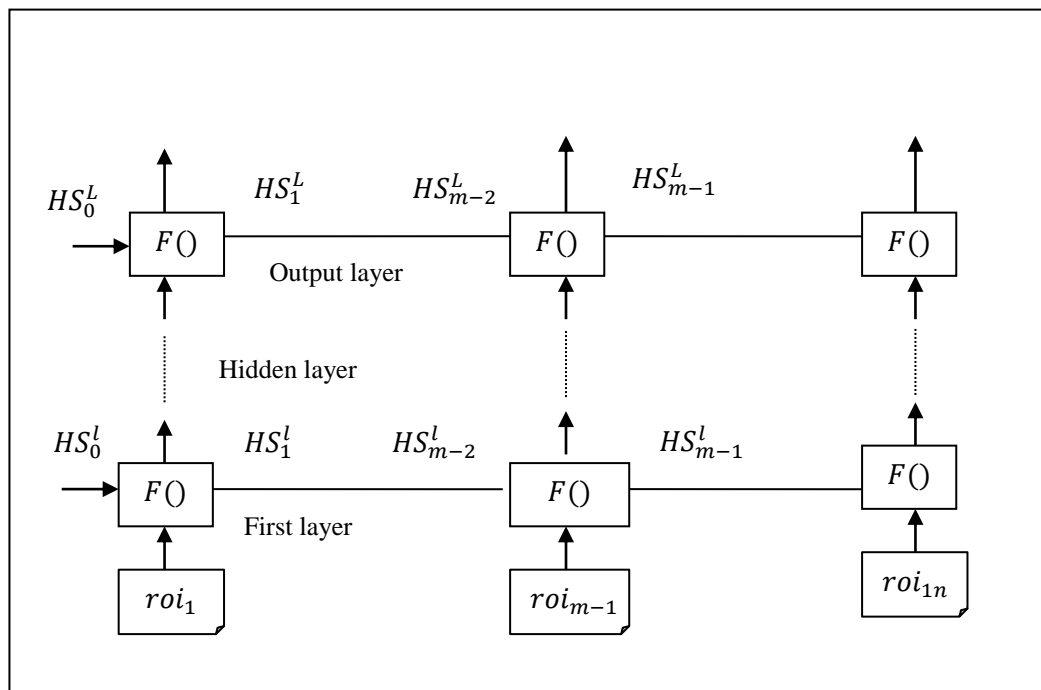 HS_1^L HS_{m-2}^L HS_{m-1}^L
HS_0^L
F() F() F()
Output layer
Hidden layer
HS_0^l HS_1^l HS_{m-2}^l HS_{m-1}^l
F() F() F()
First layer
roi_1 roi_{m-1} roi_{1n}